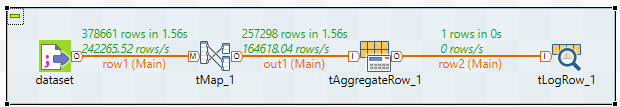 378661 rows in 1.56s
242265.52 rows/s
row1 (Main)
257298 rows in 1.56s
164618.04 rows/s
out1 (Main)
1 rows in 0s
0 rows/s
row2 (Main)
O
M
O
I
O
I
dataset
tMap_1
tAggregateRow_1
tLogRow_1